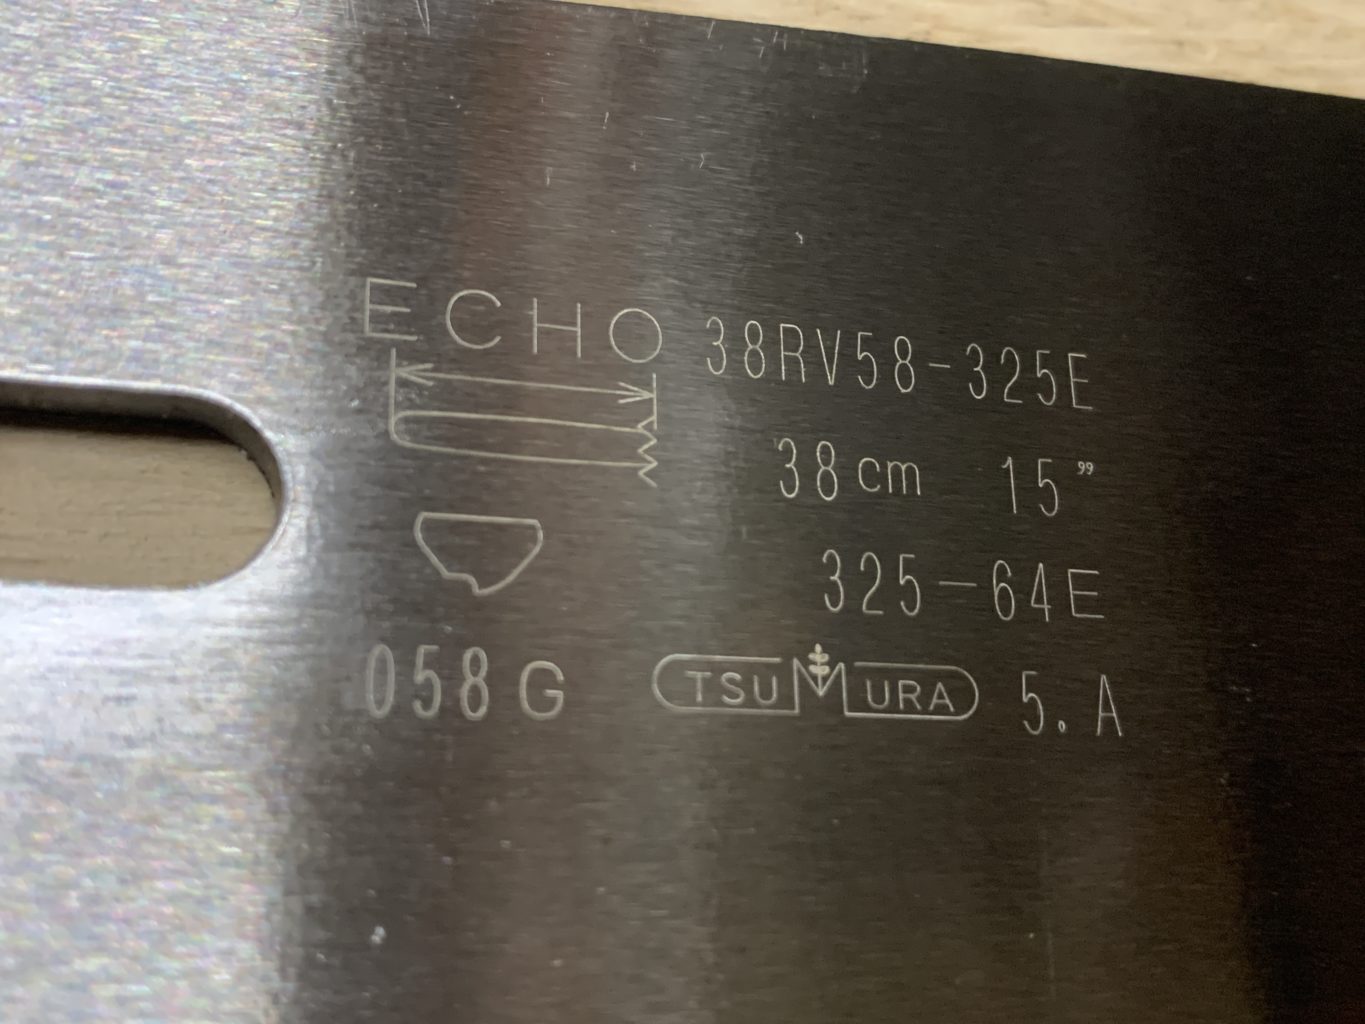 ECHO 38RV58-325E
38cm 15”
325-64E
058G TSUMURA 5.A